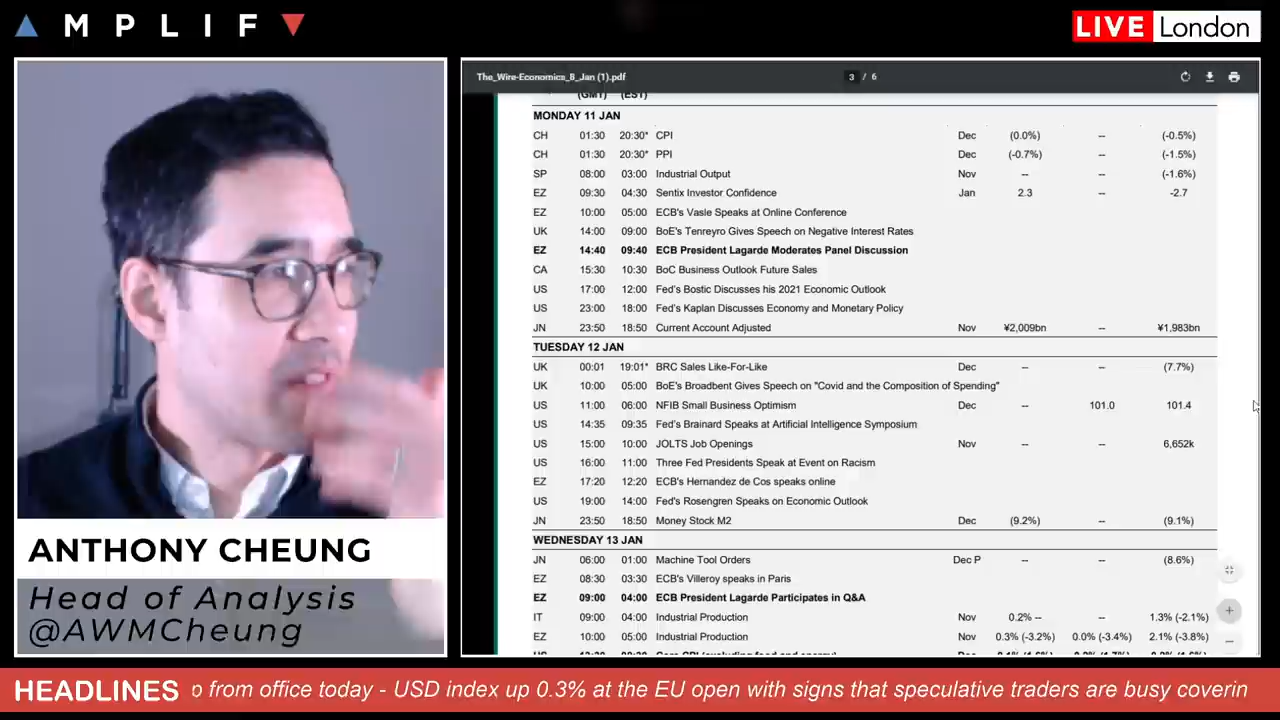 ▲ M P L I F ▼
LIVE London
The_Wire-Economics_8_Jan (1).pdf
3 / 6
(GMT) (EST)
MONDAY 11 JAN
CH 01:30 20:30* CPI Dec (0.0%) -- (-0.5%)
CH 01:30 20:30* PPI Dec (-0.7%) -- (-1.5%)
SP 08:00 03:00 Industrial Output Nov -- -- (-1.6%)
EZ 09:30 04:30 Sentix Investor Confidence Jan 2.3 -- -2.7
EZ 10:00 05:00 ECB's Vasle Speaks at Online Conference
UK 14:00 09:00 BoE's Tenreyro Gives Speech on Negative Interest Rates
EZ 14:40 09:40 ECB President Lagarde Moderates Panel Discussion
CA 15:30 10:30 BoC Business Outlook Future Sales
US 17:00 12:00 Fed's Bostic Discusses his 2021 Economic Outlook
US 23:00 18:00 Fed's Kaplan Discusses Economy and Monetary Policy
JN 23:50 18:50 Current Account Adjusted Nov ¥2,009bn -- ¥1,983bn
TUESDAY 12 JAN
UK 00:01 19:01* BRC Sales Like-For-Like Dec -- (7.7%)
UK 10:00 05:00 BoE's Broadbent Gives Speech on "Covid and the Composition of Spending"
US 11:00 06:00 NFIB Small Business Optimism Dec -- 101.0 101.4
US 14:35 09:35 Fed's Brainard Speaks at Artificial Intelligence Symposium
US 15:00 10:00 JOLTS Job Openings Nov -- -- 6,652k
US 16:00 11:00 Three Fed Presidents Speak at Event on Racism
EZ 17:20 12:20 ECB's Hernandez de Cos speaks online
US 19:00 14:00 Fed's Rosengren Speaks on Economic Outlook
JN 23:50 18:50 Money Stock M2 Dec (9.2%) -- (9.1%)
WEDNESDAY 13 JAN
JN 06:00 01:00 Machine Tool Orders Dec P -- -- (8.6%)
EZ 08:30 03:30 ECB's Villeroy speaks in Paris
EZ 09:00 04:00 ECB President Lagarde Participates in Q&A
IT 09:00 04:00 Industrial Production Nov 0.2% -- 1.3% (-2.1%)
EZ 10:00 05:00 Industrial Production Nov 0.3% (-3.2%) 0.0% (-3.4%) 2.1% (-3.8%)
Core CPI (excluding food and energy)
ANTHONY CHEUNG
Head of Analysis
@AWMCheung
HEADLINES o from office today - USD index up 0.3% at the EU open with signs that speculative traders are busy coverin